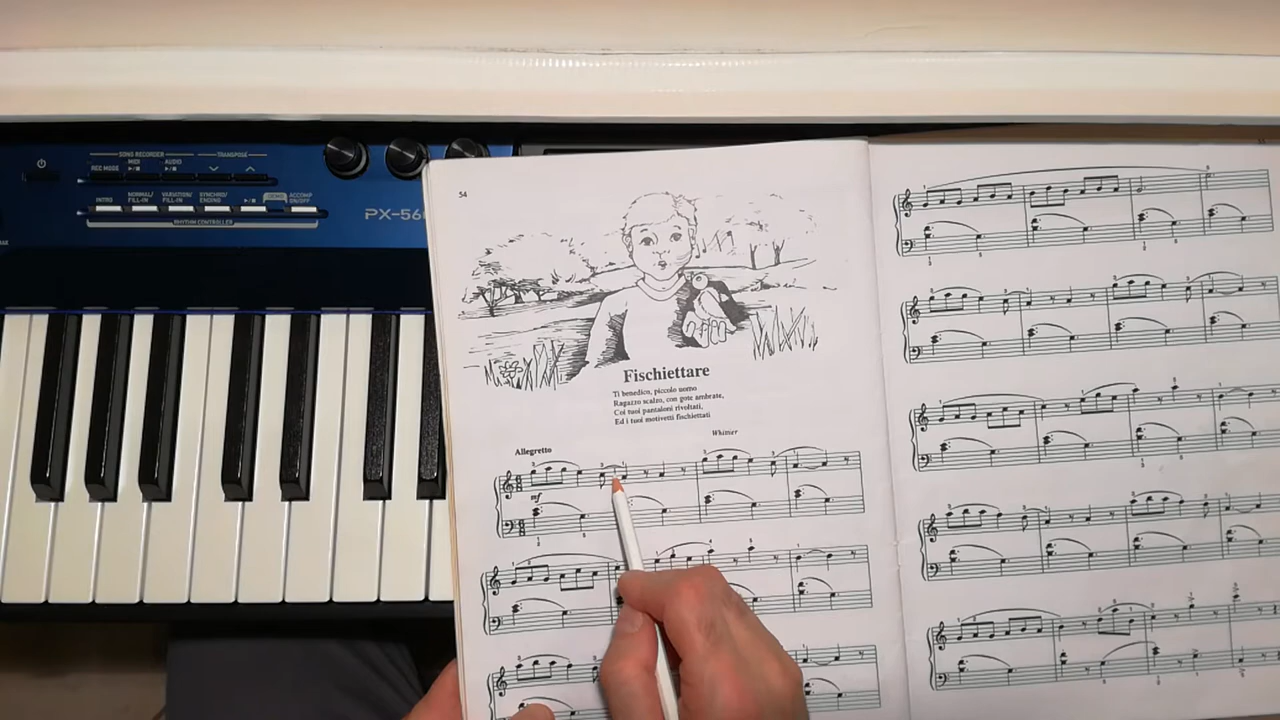 SONG RECORDER
TRANSPOSE
REC MODE
MIDI
AUDIO
INTRO
NORMAL/
FILL-IN
VARIATION/
FILL-IN
SYNCHRO/
ENDING
ACCOMP
ON/OFF
RHYTHM CONTROLLER
PX-56
54
Fischiettare
Ti benedico, piccolo uomo
Ragazzo scalzo, con gote ambrate,
Coi tuoi pantaloni rivoltati,
Ed i tuoi motivetti fischiettati
Whittier
Allegretto
mf